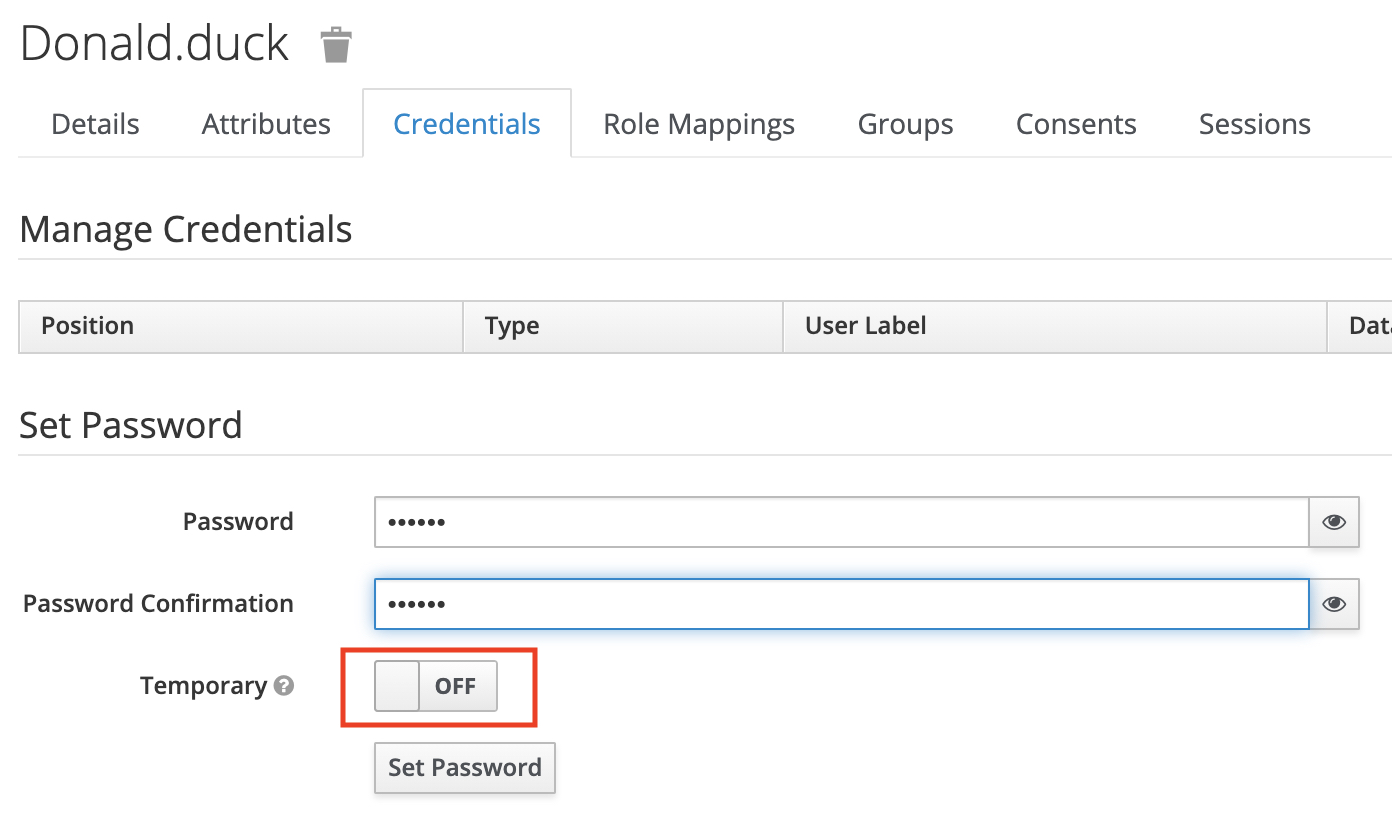 Donald.duck
Details Attributes Credentials Role Mappings Groups Consents Sessions
Manage Credentials
Position Type User Label
Set Password
Password ••••••
Password Confirmation ••••••
Temporary ? OFF
Set Password